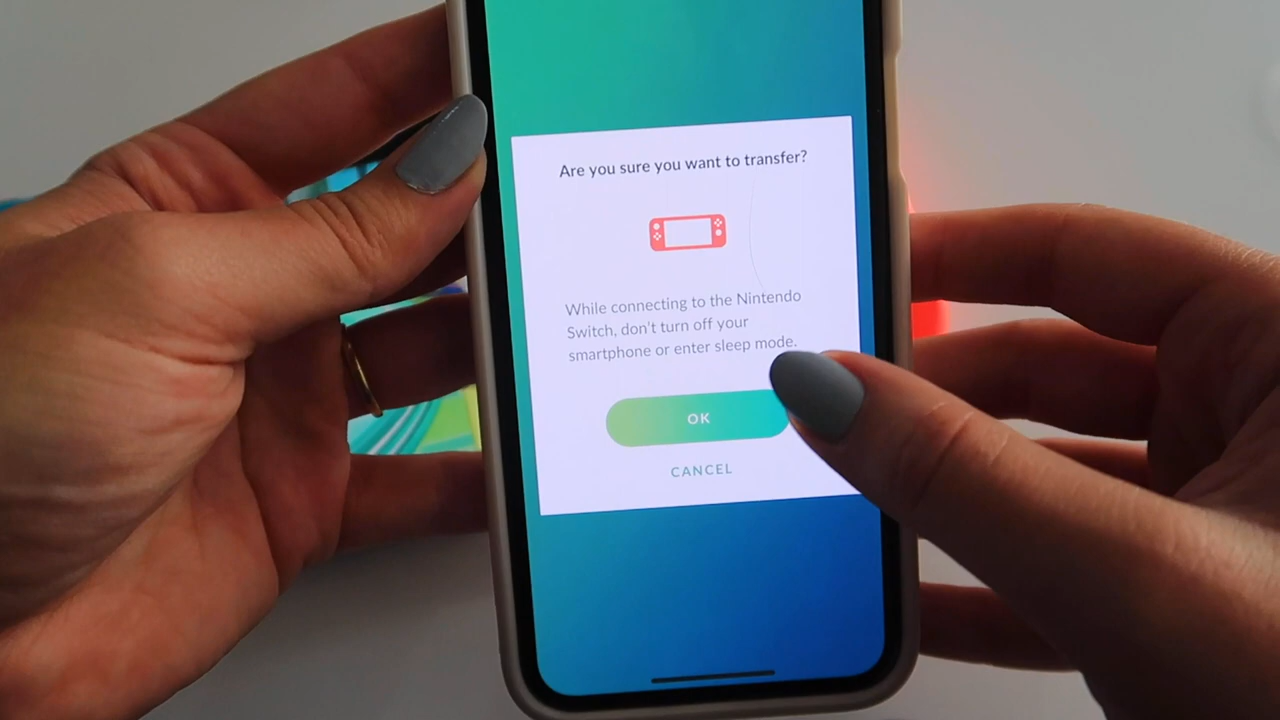 Are you sure you want to transfer?
While connecting to the Nintendo
Switch, don't turn off your
smartphone or enter sleep mode.
OK
CANCEL